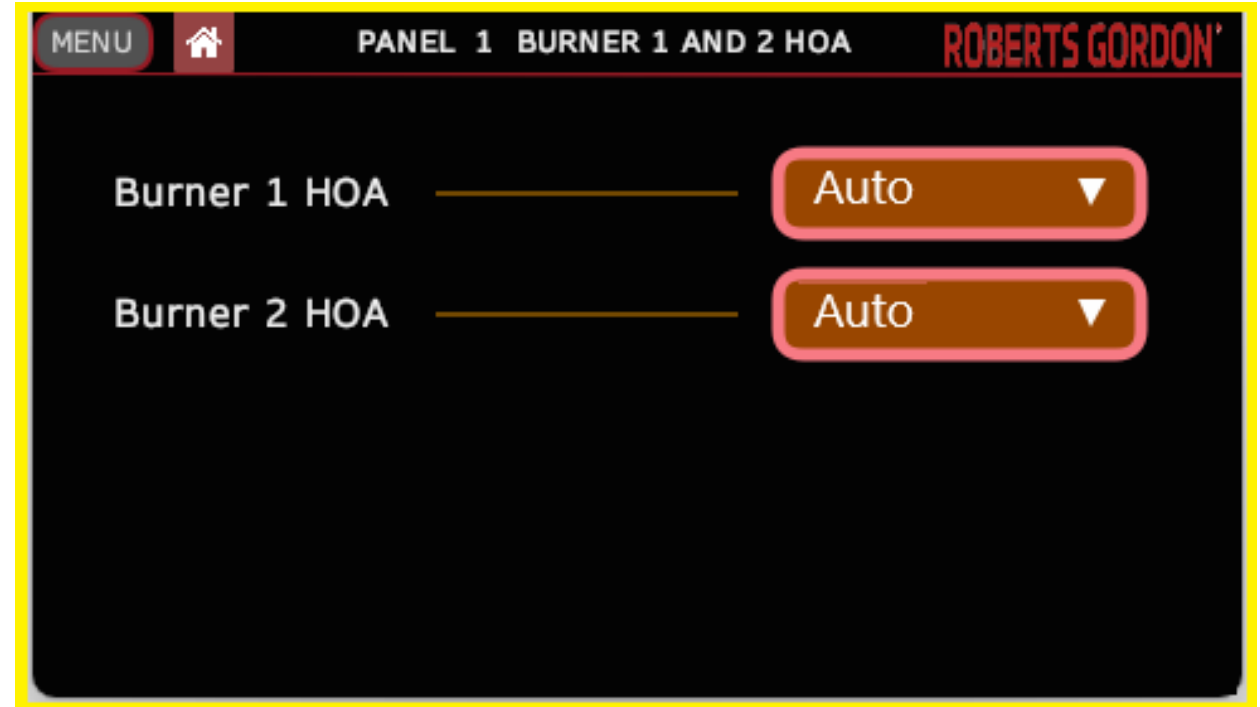 MENU PANEL 1 BURNER 1 AND 2 HOA ROBERTS GORDON'
Burner 1 HOA Auto
Burner 2 HOA Auto